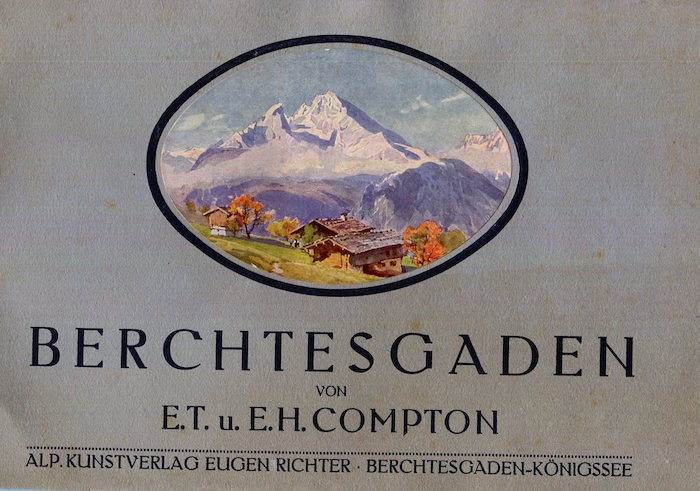 BERCHTESGADEN
VON
E.T. u. E.H. COMPTON
ALP. KUNSTVERLAG EUGEN RICHTER · BERCHTESGADEN-KÖNIGSSEE